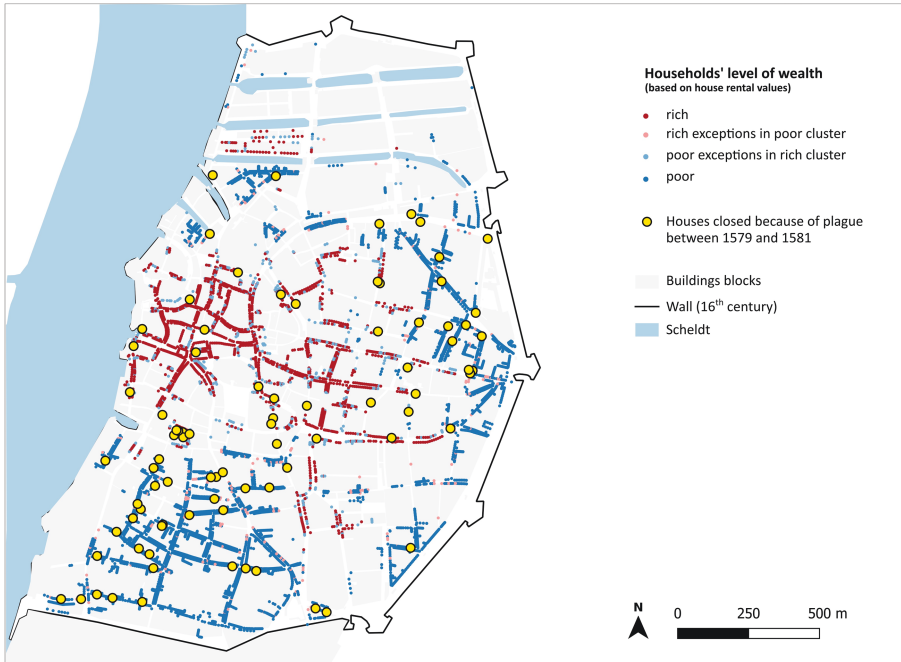 Households' level of wealth
(based on house rental values)
rich
rich exceptions in poor cluster
poor exceptions in rich cluster
poor
Houses closed because of plague
between 1579 and 1581
Buildings blocks
Wall (16th century)
Scheldt
N
0 250 500 m